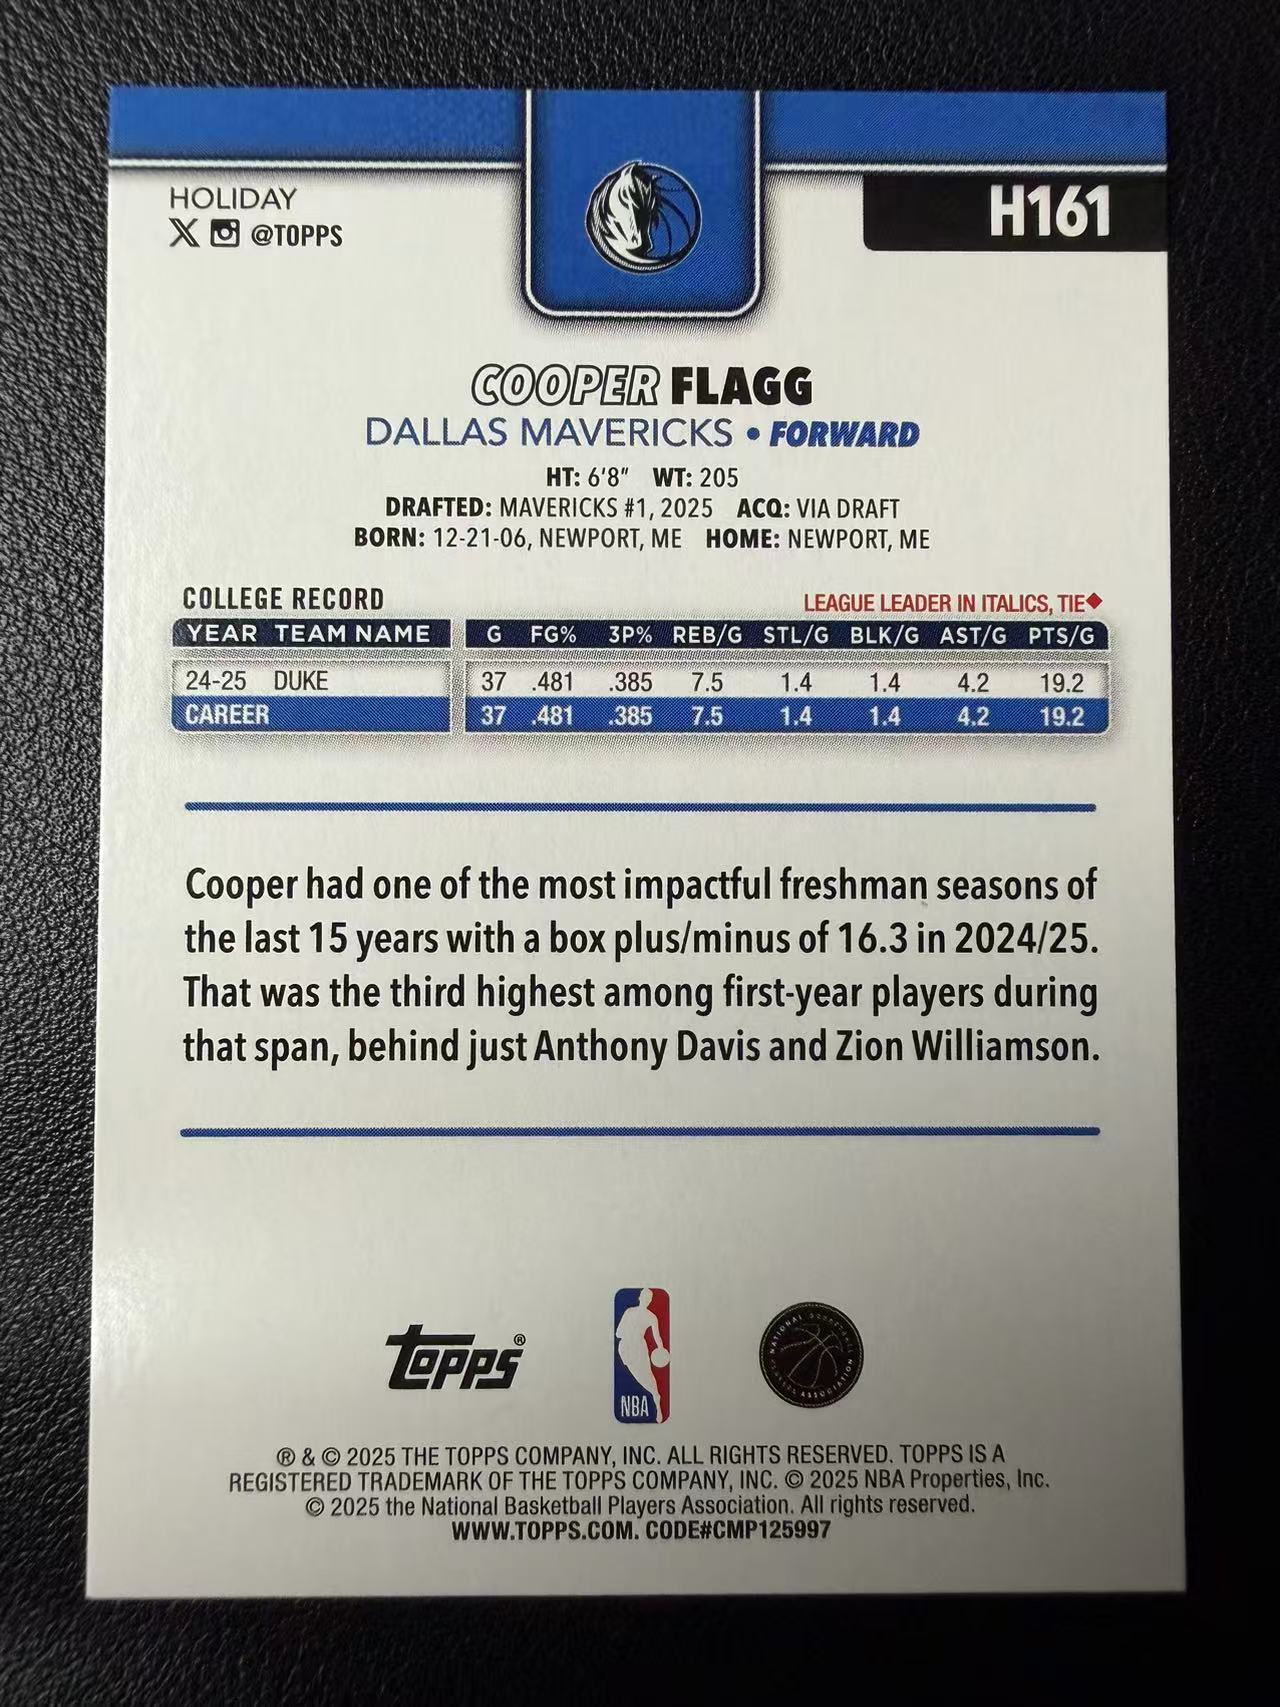 HOLIDAY
H161
X @TOPPS
COOPER FLAGG
DALLAS MAVERICKS • FORWARD
HT: 6'8" WT: 205
DRAFTED: MAVERICKS #1, 2025 ACQ: VIA DRAFT
BORN: 12-21-06, NEWPORT, ME HOME: NEWPORT, ME
COLLEGE RECORD LEAGUE LEADER IN ITALICS, TIE◆
YEAR TEAM NAME G FG% 3P% REB/G STL/G BLK/G AST/G PTS/G
24-25 DUKE 37 .481 .385 7.5 1.4 1.4 4.2 19.2
CAREER 37 .481 .385 7.5 1.4 1.4 4.2 19.2
Cooper had one of the most impactful freshman seasons of
the last 15 years with a box plus/minus of 16.3 in 2024/25.
That was the third highest among first-year players during
that span, behind just Anthony Davis and Zion Williamson.
Topps®
NBA
NATIONAL BASKETBALL
PLAYERS ASSOCIATION
® & © 2025 THE TOPPS COMPANY, INC. ALL RIGHTS RESERVED. TOPPS IS A
REGISTERED TRADEMARK OF THE TOPPS COMPANY, INC. © 2025 NBA Properties, Inc.
© 2025 the National Basketball Players Association. All rights reserved.
WWW.TOPPS.COM. CODE#CMP125997